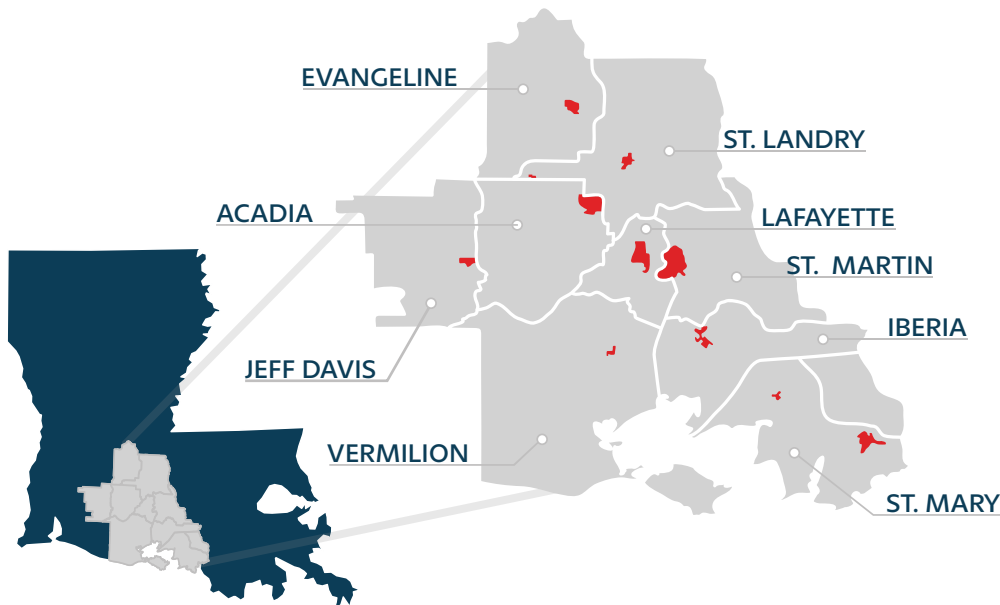 EVANGELINE
ST. LANDRY
ACADIA
LAFAYETTE
ST. MARTIN
IBERIA
JEFF DAVIS
VERMILION
ST. MARY